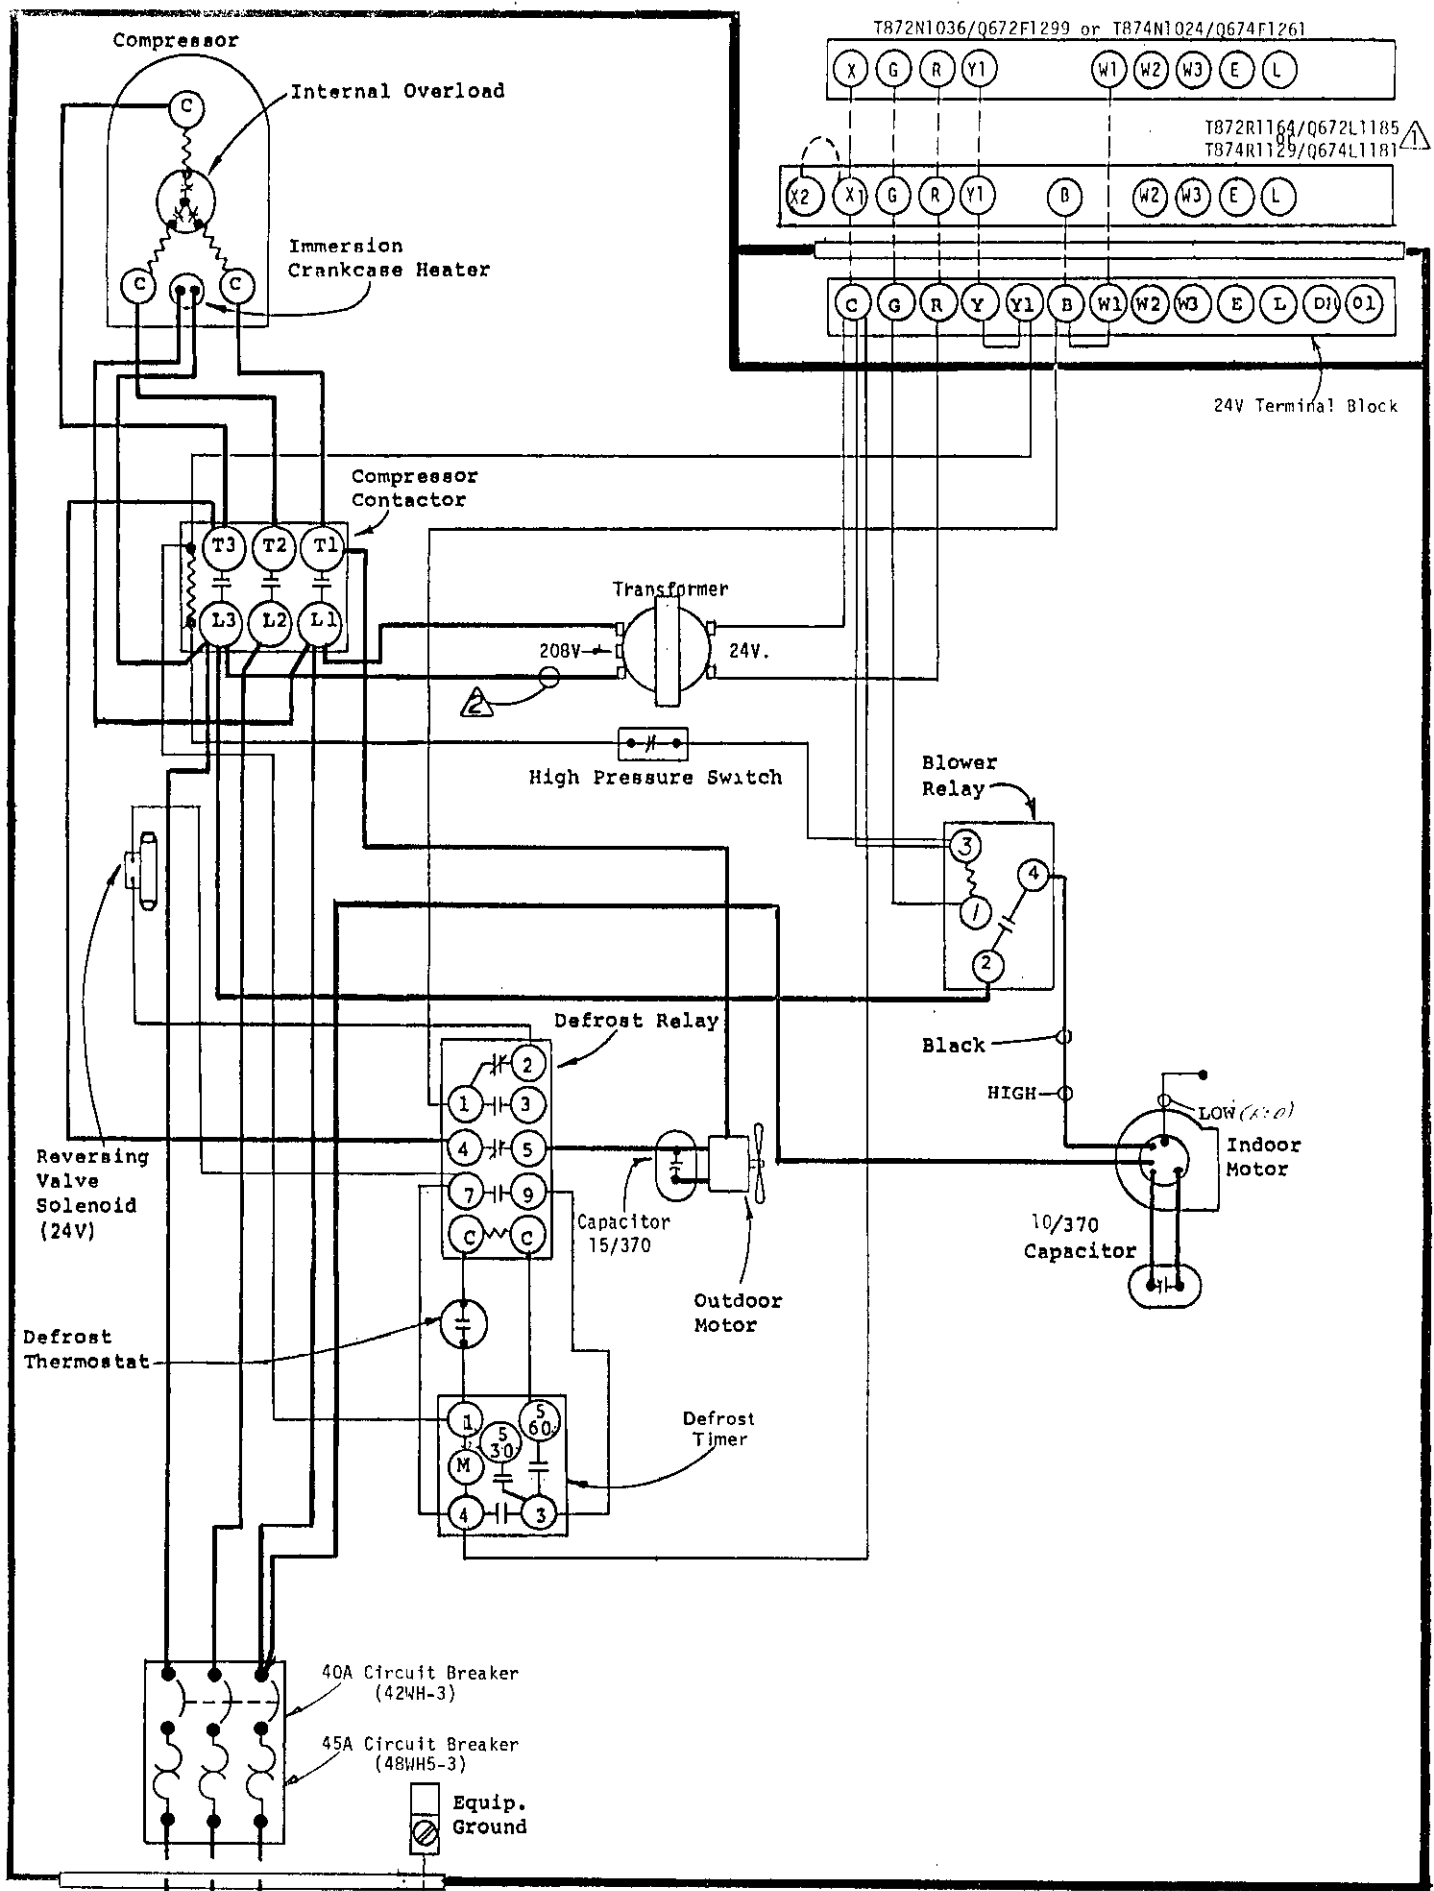 T872N1036/Q672F1299 or T874N1024/Q674F1261
X G R Y1 W1 W2 W3 E L
T872R1164/Q672L1185
or
T874R1129/Q674L1181
1
X2 X1 G R Y1 B W2 W3 E L
C G R Y Y1 B W1 W2 W3 E L 01
24V Terminal Block
Compressor
C
Internal Overload
Immersion
Crankcase Heater
C C
Compressor
Contactor
T3 T2 T1
L3 L2 L1
Transformer
208V
24V.
2
High Pressure Switch
Blower
Relay
3
4
1
2
Black
HIGH
LOW
Indoor
Motor
10/370
Capacitor
Defrost Relay
2
1 3
4 5
7 9
C C
Capacitor
15/370
Outdoor
Motor
Reversing
Valve
Solenoid
(24V)
Defrost
Thermostat
Defrost
Timer
1
5
30
5
60
M
4 3
40A Circuit Breaker
(42WH-3)
45A Circuit Breaker
(48WH5-3)
Equip.
Ground